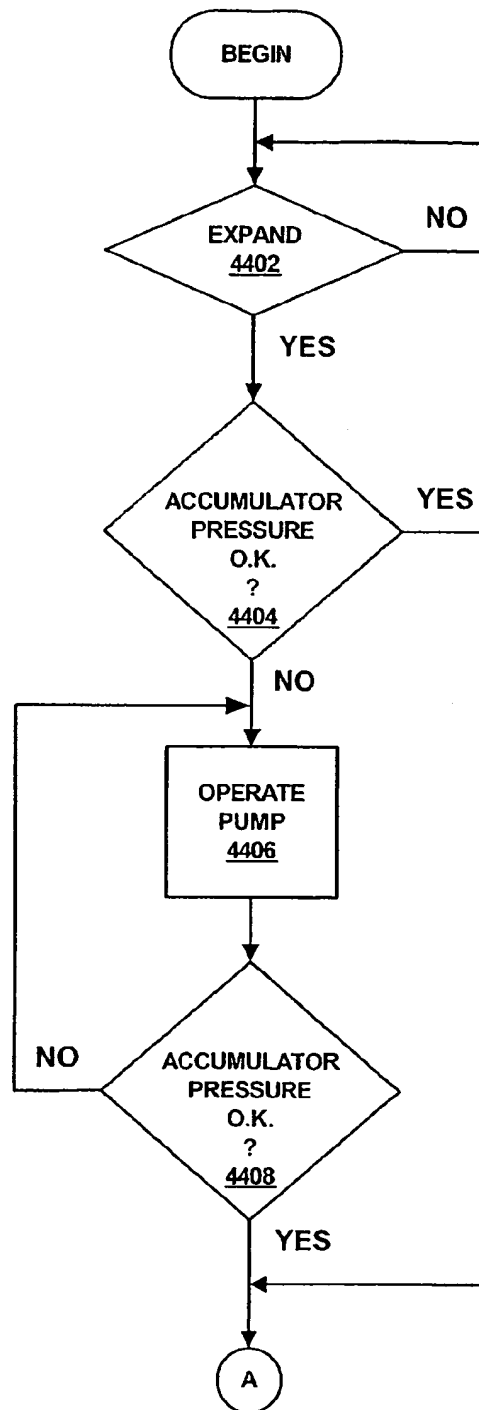 BEGIN
EXPAND
4402
NO
YES
ACCUMULATOR
PRESSURE
O.K.
?
4404
YES
NO
OPERATE
PUMP
4406
ACCUMULATOR
PRESSURE
O.K.
?
4408
NO
YES
A